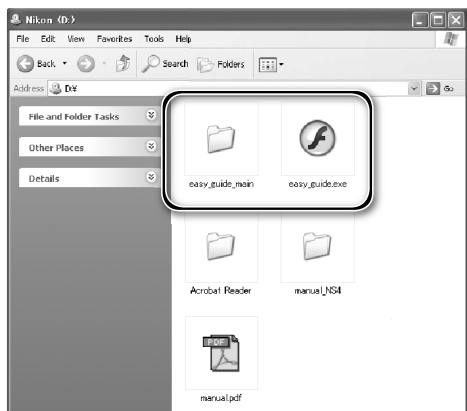 Nikon (D:)
File Edit View Favorites Tools Help
Back Search Folders
Address D:¥ Go
File and Folder Tasks
Other Places
Details
easy_guide_main easy_guide.exe
Acrobat Reader manual_NS4
PDF
manual.pdf